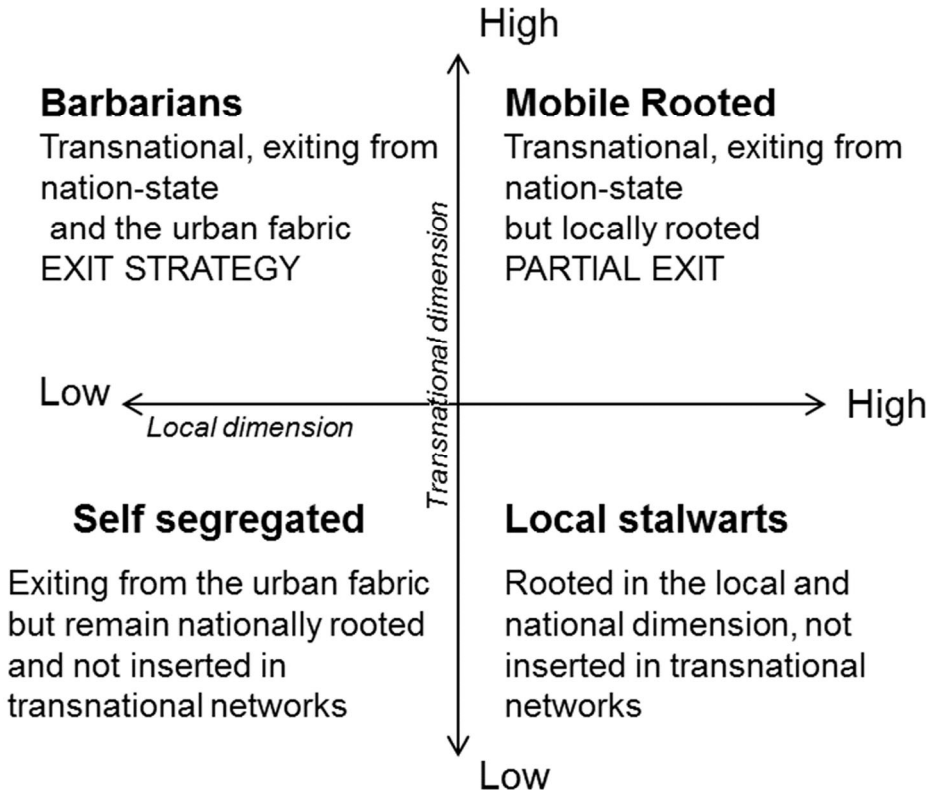 High
Barbarians
Transnational, exiting from
nation-state
and the urban fabric
EXIT STRATEGY
Mobile Rooted
Transnational, exiting from
nation-state
but locally rooted
PARTIAL EXIT
Transnational dimension
Low
Local dimension
High
Self segregated
Exiting from the urban fabric
but remain nationally rooted
and not inserted in
transnational networks
Local stalwarts
Rooted in the local and
national dimension, not
inserted in transnational
networks
Low